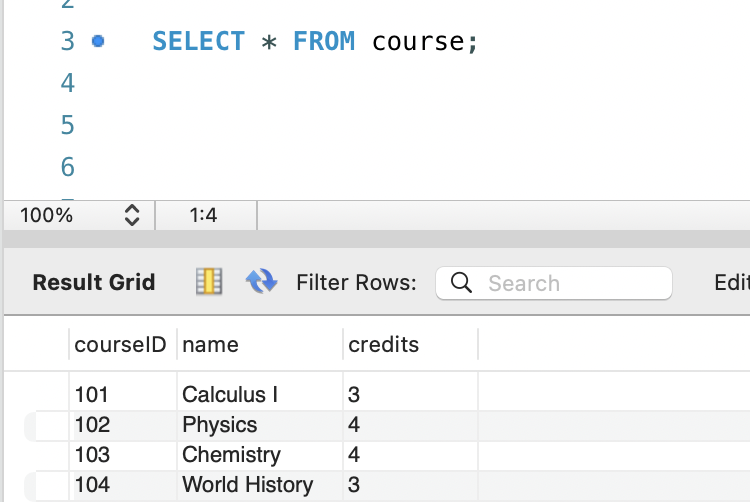 2
3 SELECT * FROM course;
4
5
6
100% 1:4
Result Grid Filter Rows: Search Edit
courseID name credits
101 Calculus I 3
102 Physics 4
103 Chemistry 4
104 World History 3